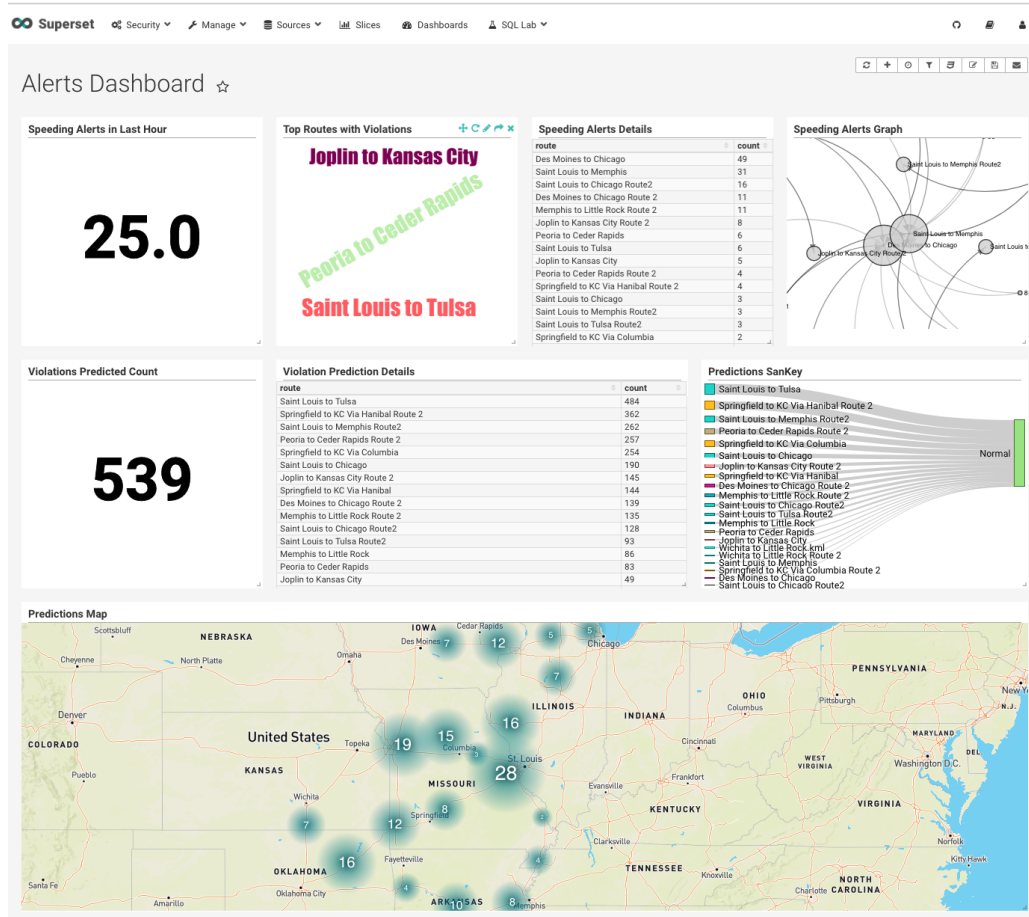 Superset Security Manage Sources Slices Dashboards SQL Lab
Alerts Dashboard
Speeding Alerts in Last Hour
25.0
Top Routes with Violations
Joplin to Kansas City
Peoria to Ceder Rapids
Saint Louis to Tulsa
Speeding Alerts Details
route count
Des Moines to Chicago 49
Saint Louis to Memphis 31
Saint Louis to Chicago Route2 16
Des Moines to Chicago Route 2 11
Memphis to Little Rock Route 2 11
Joplin to Kansas City Route 2 8
Peoria to Ceder Rapids 6
Saint Louis to Tulsa 6
Joplin to Kansas City 5
Peoria to Ceder Rapids Route 2 4
Springfield to KC Via Hanibal Route 2 4
Saint Louis to Chicago 3
Saint Louis to Memphis Route2 3
Saint Louis to Tulsa Route2 3
Springfield to KC Via Columbia 2
Speeding Alerts Graph
Saint Louis to Memphis Route2
Saint Louis to Memphis
Des Moines to Chicago
Saint Louis t
Joplin to Kansas City Route 2
8
Violations Predicted Count
539
Violation Prediction Details
route count
Saint Louis to Tulsa 484
Springfield to KC Via Hanibal Route 2 362
Saint Louis to Memphis Route2 262
Peoria to Ceder Rapids Route 2 257
Springfield to KC Via Columbia 254
Saint Louis to Chicago 190
Joplin to Kansas City Route 2 145
Springfield to KC Via Hanibal 144
Des Moines to Chicago Route 2 139
Memphis to Little Rock Route 2 135
Saint Louis to Chicago Route2 128
Saint Louis to Tulsa Route2 93
Memphis to Little Rock 86
Peoria to Ceder Rapids 83
Joplin to Kansas City 49
Predictions SanKey
Saint Louis to Tulsa
Springfield to KC Via Hanibal Route 2
Saint Louis to Memphis Route2
Peoria to Ceder Rapids Route 2
Springfield to KC Via Columbia
Saint Louis to Chicago
Joplin to Kansas City Route 2
Springfield to KC Via Hanibal
Des Moines to Chicago Route 2
Memphis to Little Rock Route 2
Saint Louis to Chicago Route2
Saint Louis to Tulsa Route2
Memphis to Little Rock
Peoria to Ceder Rapids
Joplin to Kansas City
Wichita to Little Rock.kml
Wichita to Little Rock Route 2
Saint Louis to Memphis
Springfield to KC Via Columbia Route 2
Des Moines to Chicago
Saint Louis to Chicago Route2
Normal
Predictions Map
Scottsbluff
NEBRASKA
IOWA
Cedar Rapids
Des Moines
7
12
5
5
Chicago
Cheyenne
North Platte
Omaha
7
PENNSYLVANIA
New Y
Pittsburgh
N.J.
OHIO
Columbus
Denver
ILLINOIS
INDIANA
16
United States
Topeka
19
15
Columbia
3
St. Louis
28
COLORADO
Cincinnati
MARYLAND
DEL
WEST
VIRGINIA
Washington D.C.
Pueblo
KANSAS
MISSOURI
Evansville
Frankfort
Wichita
7
12
8
Springfield
2
KENTUCKY
VIRGINIA
Clarksville
Norfolk
16
Fayetteville
4
OKLAHOMA
Oklahoma City
TENNESSEE
Knoxville
Kitty Hawk
Santa Fe
Amarillo
4
ARKANSAS
10
8
Memphis
Charlotte
NORTH
CAROLINA